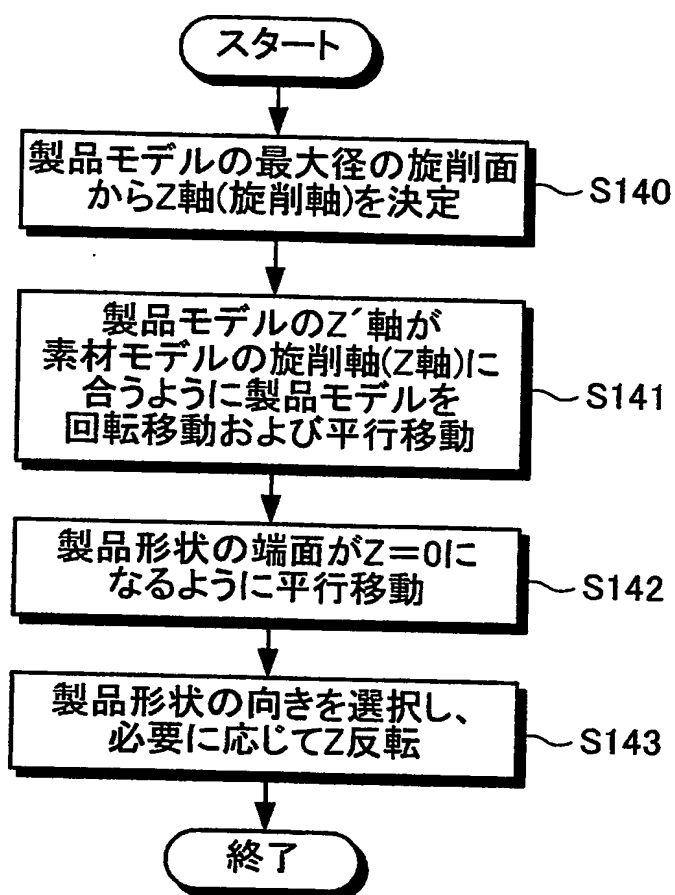 スタート
製品モデルの最大径の旋削面
からZ軸(旋削軸)を決定
S140
製品モデルのZ´軸が
素材モデルの旋削軸(Z軸)に
合うように製品モデルを
回転移動および平行移動
S141
製品形状の端面がZ=0に
なるように平行移動
S142
製品形状の向きを選択し、
必要に応じてZ反転
S143
終了